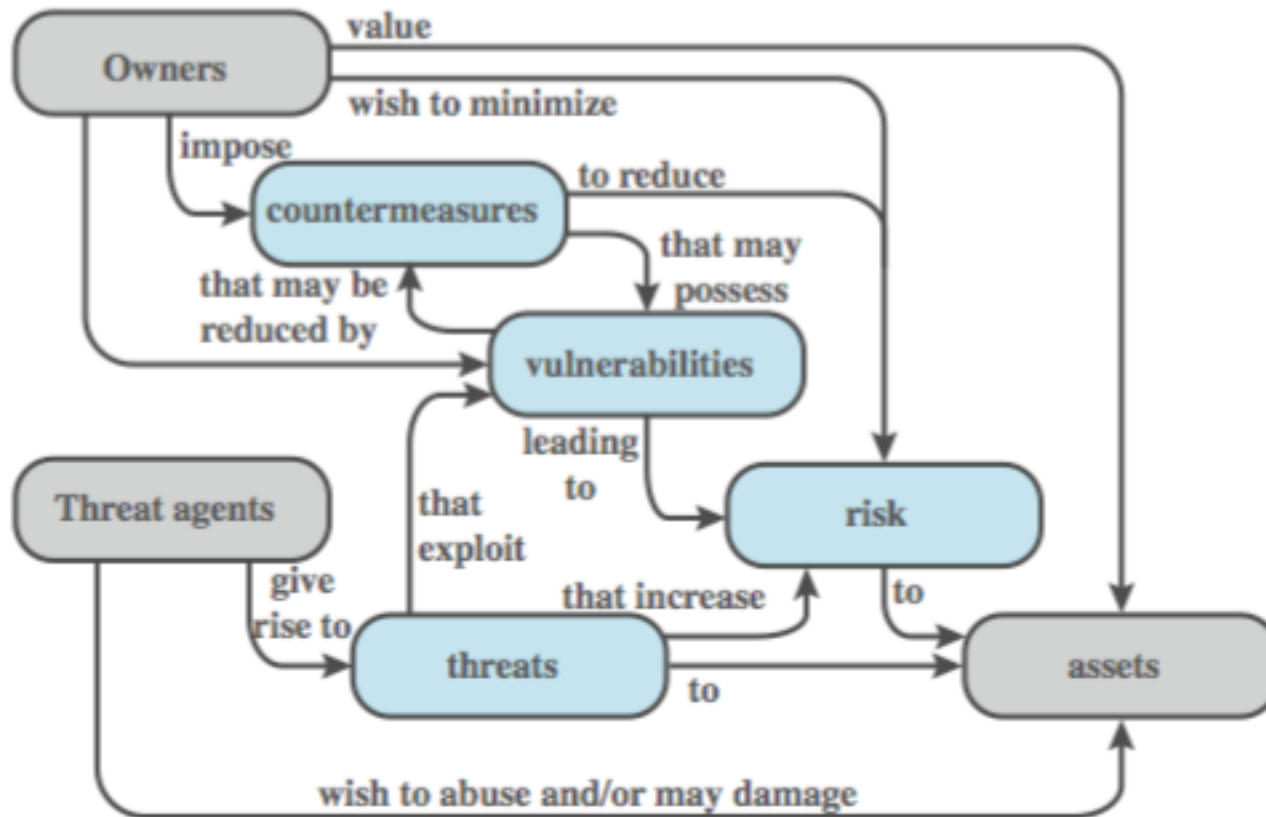 value
Owners
wish to minimize
impose
to reduce
countermeasures
that may
possess
that may be
reduced by
vulnerabilities
leading
to
Threat agents
that
exploit
risk
give
rise to
that increase
to
threats
to
assets
wish to abuse and/or may damage